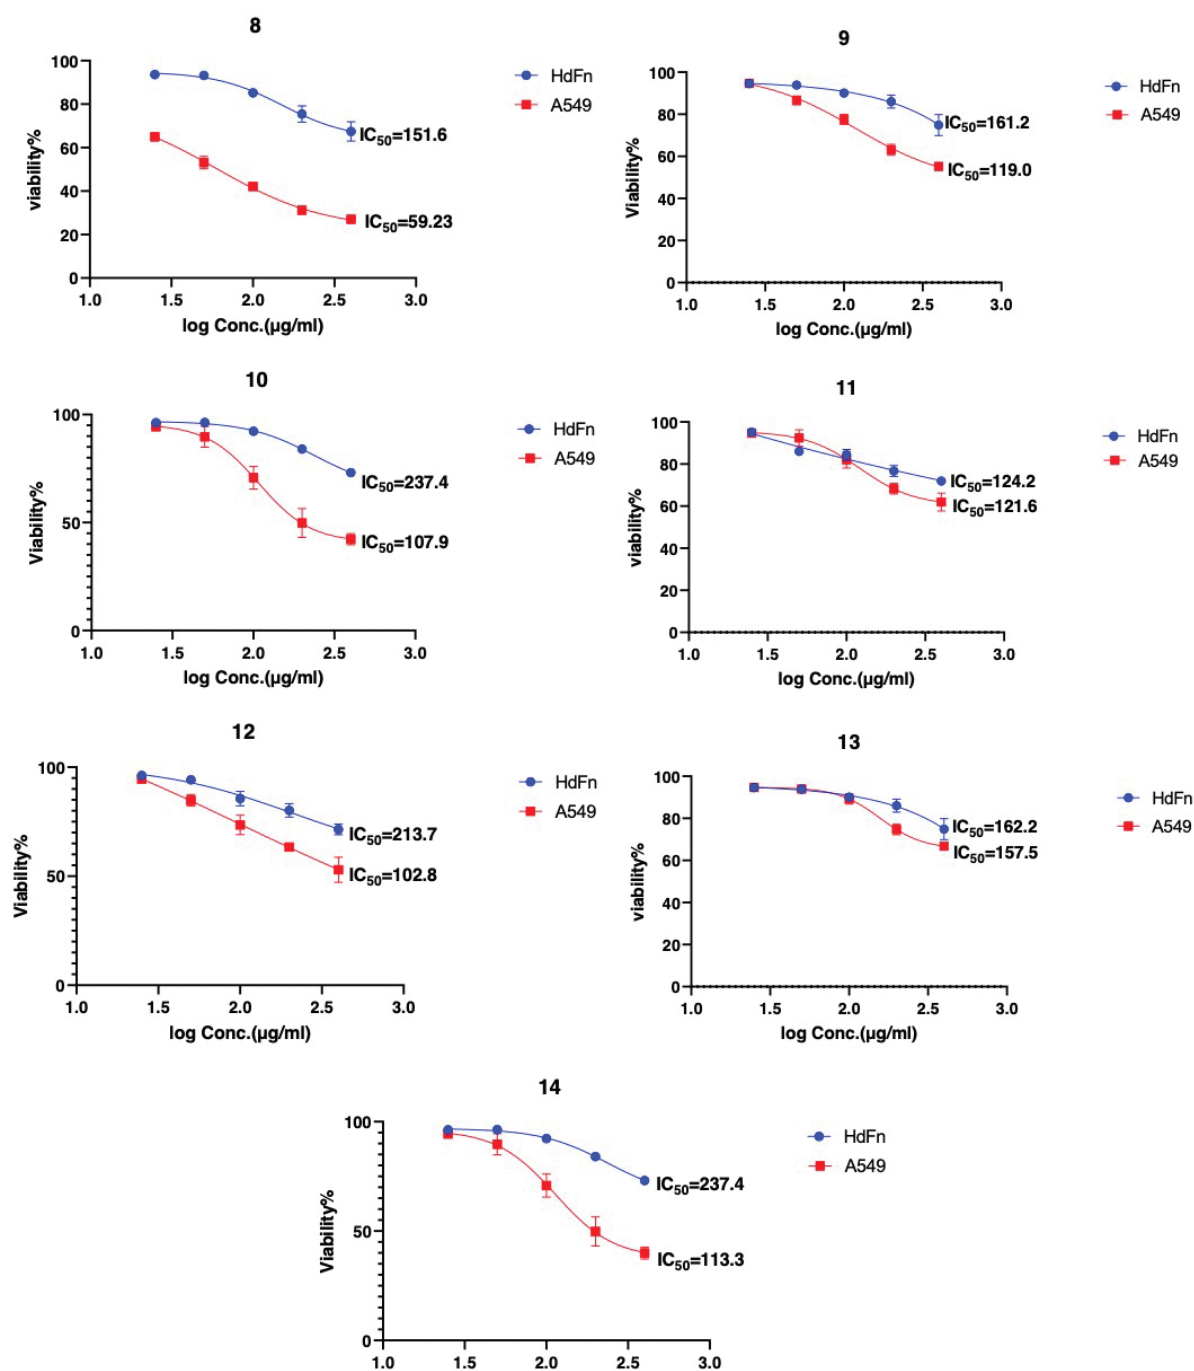 8
100
80
60
40
20
0
viability%
1.0 1.5 2.0 2.5 3.0
log Conc.(µg/ml)
HdFn
A549
IC50=151.6
IC50=59.23
9
100
80
60
40
20
0
Viability%
1.0 1.5 2.0 2.5 3.0
log Conc.(µg/ml)
HdFn
A549
IC50=161.2
IC50=119.0
10
100
50
0
Viability%
1.0 1.5 2.0 2.5 3.0
log Conc.(µg/ml)
HdFn
A549
IC50=237.4
IC50=107.9
11
100
80
60
40
20
0
viability%
1.0 1.5 2.0 2.5 3.0
log Conc.(µg/ml)
HdFn
A549
IC50=124.2
IC50=121.6
12
100
50
0
Viability%
1.0 1.5 2.0 2.5 3.0
log Conc.(µg/ml)
HdFn
A549
IC50=213.7
IC50=102.8
13
100
80
60
40
20
0
viability%
1.0 1.5 2.0 2.5 3.0
log Conc.(µg/ml)
HdFn
A549
IC50=162.2
IC50=157.5
14
100
50
0
Viability%
1.0 1.5 2.0 2.5 3.0
HdFn
A549
IC50=237.4
IC50=113.3